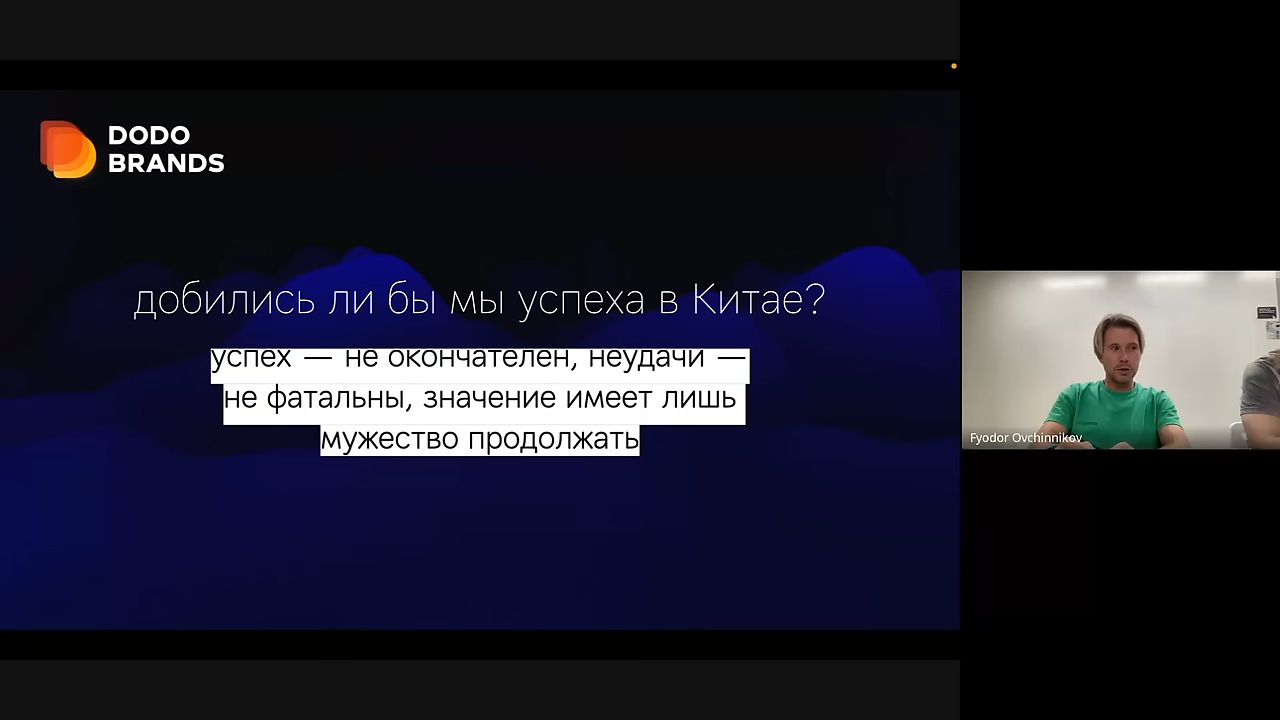 DODO
BRANDS
добились ли бы мы успеха в Китае?
успех — не окончателен, неудачи —
не фатальны, значение имеет лишь
мужество продолжать
Fyodor Ovchinnikov